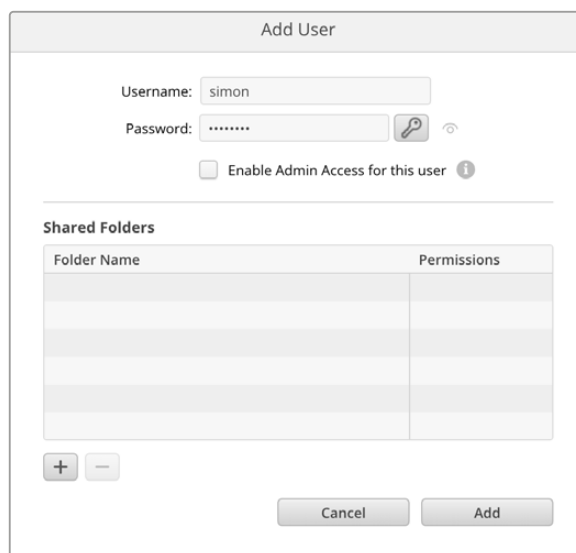 Add User
Username: simon
Password: ••••••••
Enable Admin Access for this user i
Shared Folders
Folder Name Permissions
+ −
Cancel Add